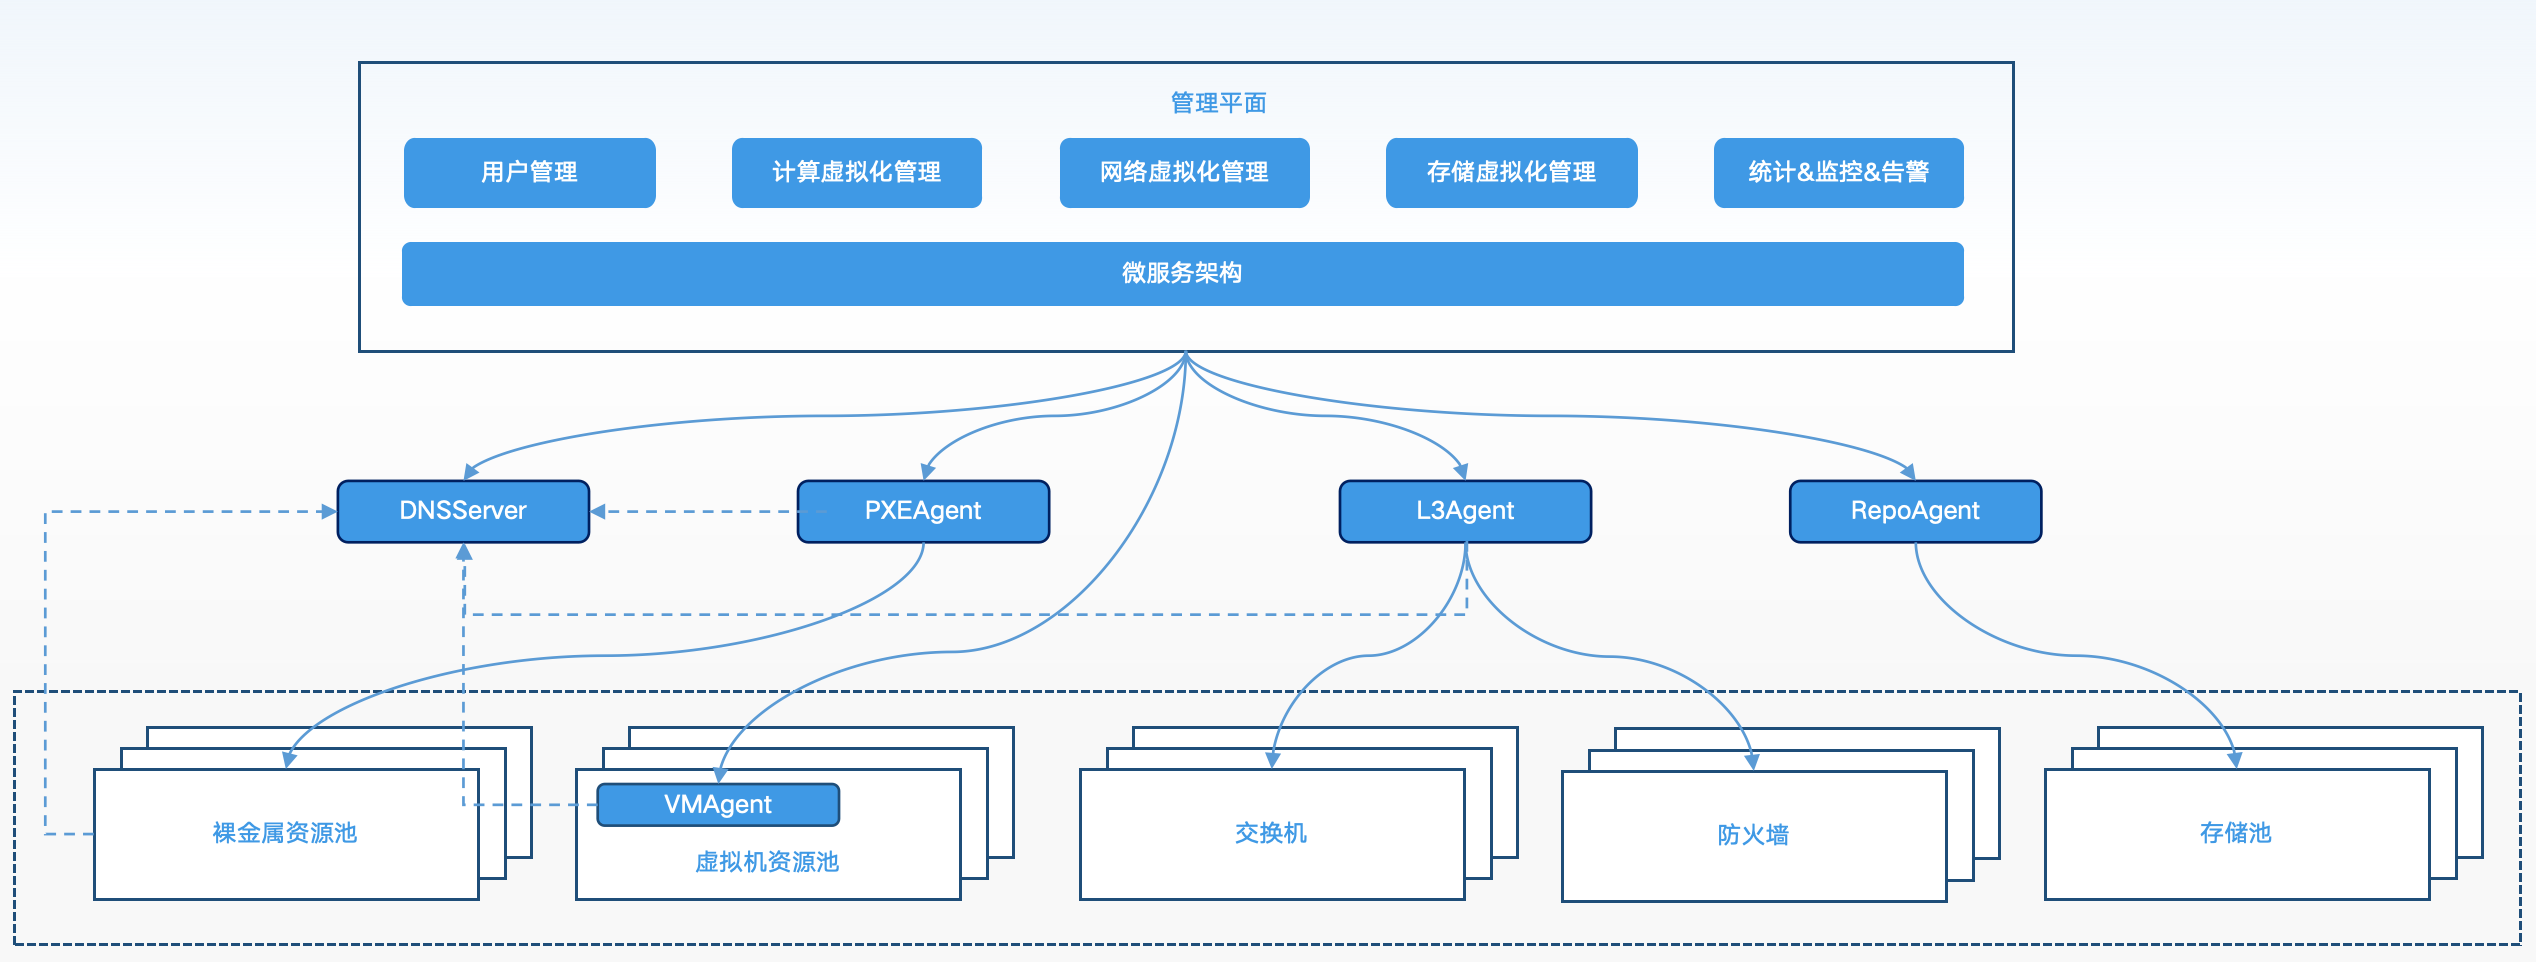 管理平面
用户管理
计算虚拟化管理
网络虚拟化管理
存储虚拟化管理
统计&监控&告警
微服务架构
DNSServer
PXEAgent
L3Agent
RepoAgent
裸金属资源池
VMAgent
虚拟机资源池
交换机
防火墙
存储池